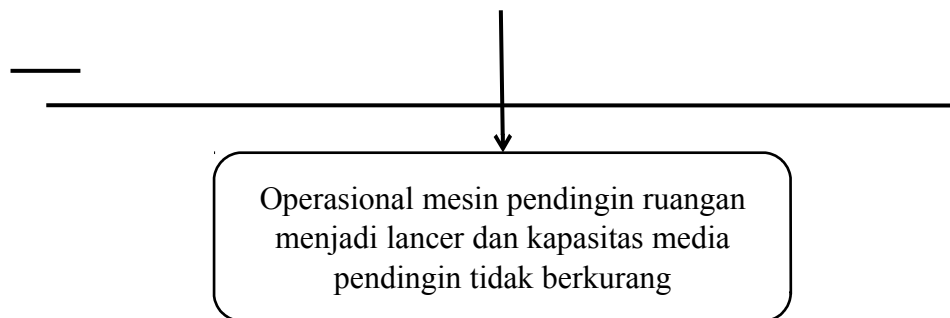 Operasional mesin pendingin ruangan
menjadi lancer dan kapasitas media
pendingin tidak berkurang